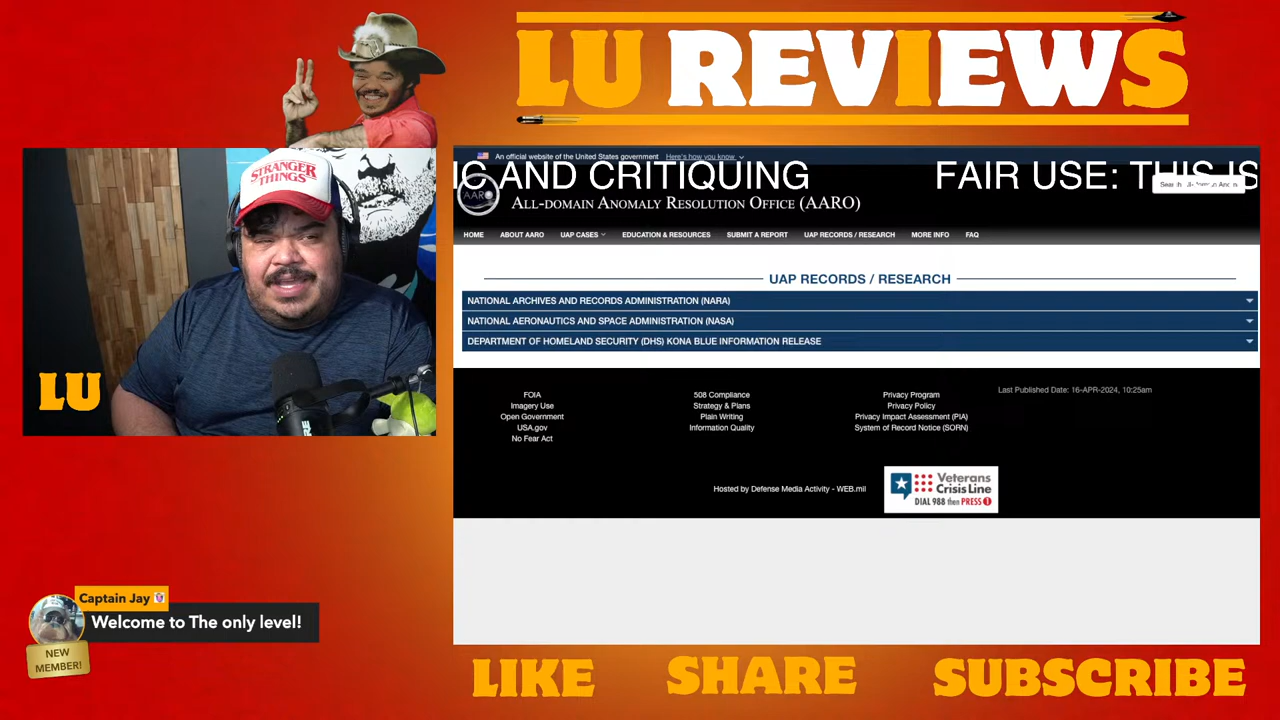 LU REVIEWS
STRANGER THINGS
LU
An official website of the United States government Here's how you know
IC AND CRITIQUING FAIR USE: THIS IS
AARO
ALL-DOMAIN ANOMALY RESOLUTION OFFICE (AARO)
HOME ABOUT AARO UAP CASES EDUCATION & RESOURCES SUBMIT A REPORT UAP RECORDS / RESEARCH MORE INFO FAQ
UAP RECORDS / RESEARCH
NATIONAL ARCHIVES AND RECORDS ADMINISTRATION (NARA)
NATIONAL AERONAUTICS AND SPACE ADMINISTRATION (NASA)
DEPARTMENT OF HOMELAND SECURITY (DHS) KONA BLUE INFORMATION RELEASE
FOIA
Imagery Use
Open Government
USA.gov
No Fear Act
508 Compliance
Strategy & Plans
Plain Writing
Information Quality
Privacy Program
Privacy Policy
Privacy Impact Assessment (PIA)
System of Record Notice (SORN)
Last Published Date: 16-APR-2024, 10:25am
Hosted by Defense Media Activity - WEB.mil
Veterans
Crisis Line
DIAL 988 then PRESS 1
Captain Jay
Welcome to The only level!
NEW
MEMBER!
LIKE SHARE SUBSCRIBE